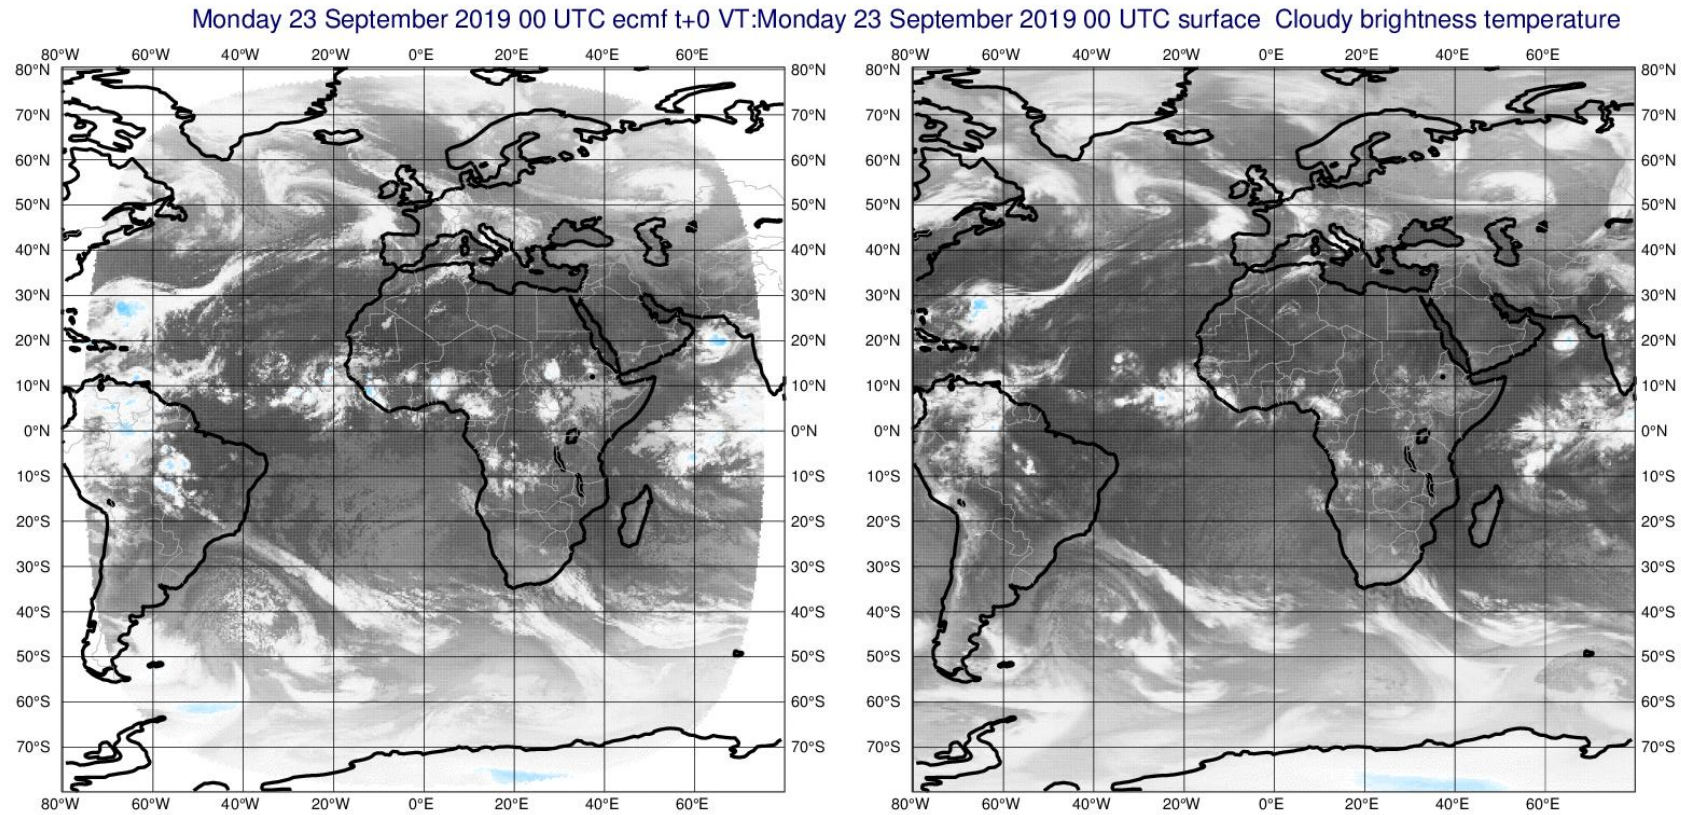 Monday 23 September 2019 00 UTC ecmf t+0 VT:Monday 23 September 2019 00 UTC surface  Cloudy brightness temperature
80°W 60°W 40°W 20°W 0°E 20°E 40°E 60°E 80°W 60°W 40°W 20°W 0°E 20°E 40°E 60°E
80°N 80°N 80°N 80°N
70°N 70°N 70°N 70°N
60°N 60°N 60°N 60°N
50°N 50°N 50°N 50°N
40°N 40°N 40°N 40°N
30°N 30°N 30°N 30°N
20°N 20°N 20°N 20°N
10°N 10°N 10°N 10°N
0°N 0°N 0°N 0°N
10°S 10°S 10°S 10°S
20°S 20°S 20°S 20°S
30°S 30°S 30°S 30°S
40°S 40°S 40°S 40°S
50°S 50°S 50°S 50°S
60°S 60°S 60°S 60°S
70°S 70°S 70°S 70°S
80°W 60°W 40°W 20°W 0°E 20°E 40°E 60°E 80°W 60°W 40°W 20°W 0°E 20°E 40°E 60°E